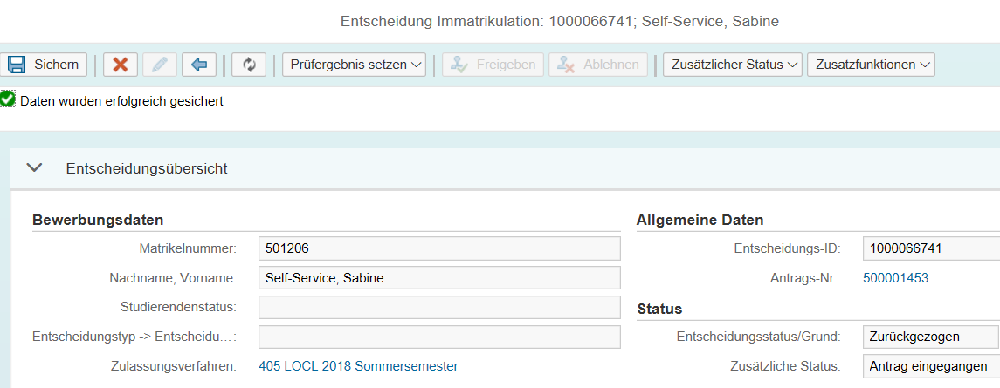 Entscheidung Immatrikulation: 1000066741; Self-Service, Sabine
Sichern Prüfergebnis setzen Freigeben Ablehnen Zusätzlicher Status Zusatzfunktionen
Daten wurden erfolgreich gesichert
Entscheidungsübersicht
Bewerbungsdaten
Matrikelnummer: 501206
Nachname, Vorname: Self-Service, Sabine
Studierendenstatus:
Entscheidungstyp -> Entscheidu...:
Zulassungsverfahren: 405 LOCL 2018 Sommersemester
Allgemeine Daten
Entscheidungs-ID: 1000066741
Antrags-Nr.: 500001453
Status
Entscheidungsstatus/Grund: Zurückgezogen
Zusätzliche Status: Antrag eingegangen